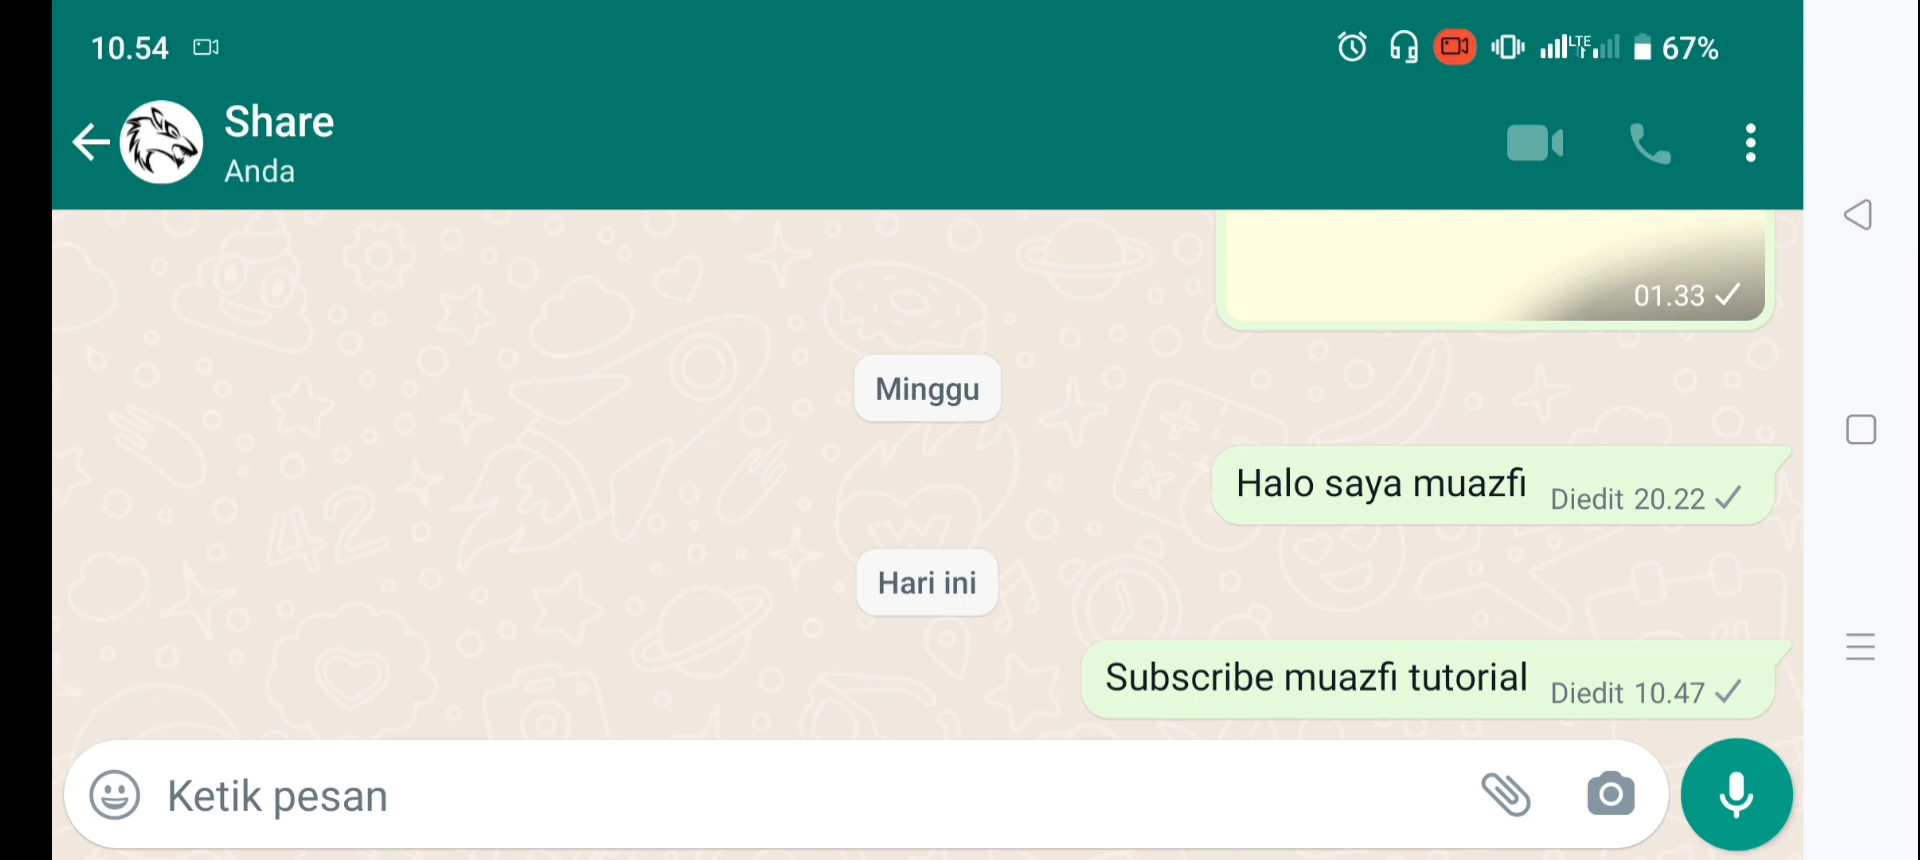 10.54
LTE 67%
Share
Anda
01.33
Minggu
Halo saya muazfi Diedit 20.22
Hari ini
Subscribe muazfi tutorial Diedit 10.47
Ketik pesan